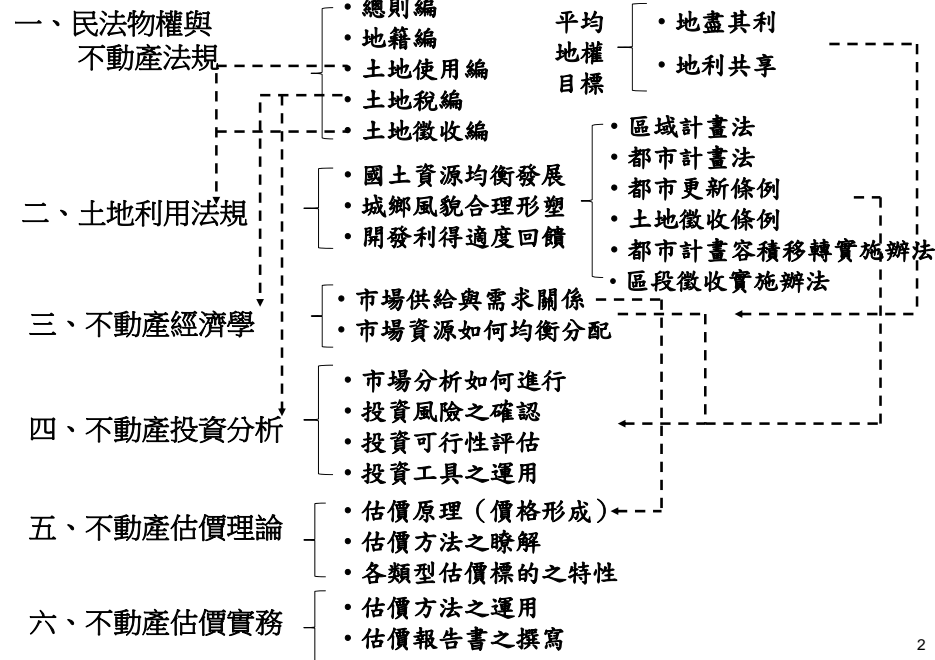 一、民法物權與
不動產法規
• 總則編
• 地籍編
• 土地使用編
• 土地稅編
• 土地徵收編
平均
地權
目標
• 地盡其利
• 地利共享
二、土地利用法規
• 國土資源均衡發展
• 城鄉風貌合理形塑
• 開發利得適度回饋
• 區域計畫法
• 都市計畫法
• 都市更新條例
• 土地徵收條例
• 都市計畫容積移轉實施辦法
• 區段徵收實施辦法
三、不動產經濟學
• 市場供給與需求關係
• 市場資源如何均衡分配
四、不動產投資分析
• 市場分析如何進行
• 投資風險之確認
• 投資可行性評估
• 投資工具之運用
五、不動產估價理論
• 估價原理（價格形成）
• 估價方法之瞭解
• 各類型估價標的之特性
六、不動產估價實務
• 估價方法之運用
• 估價報告書之撰寫
2